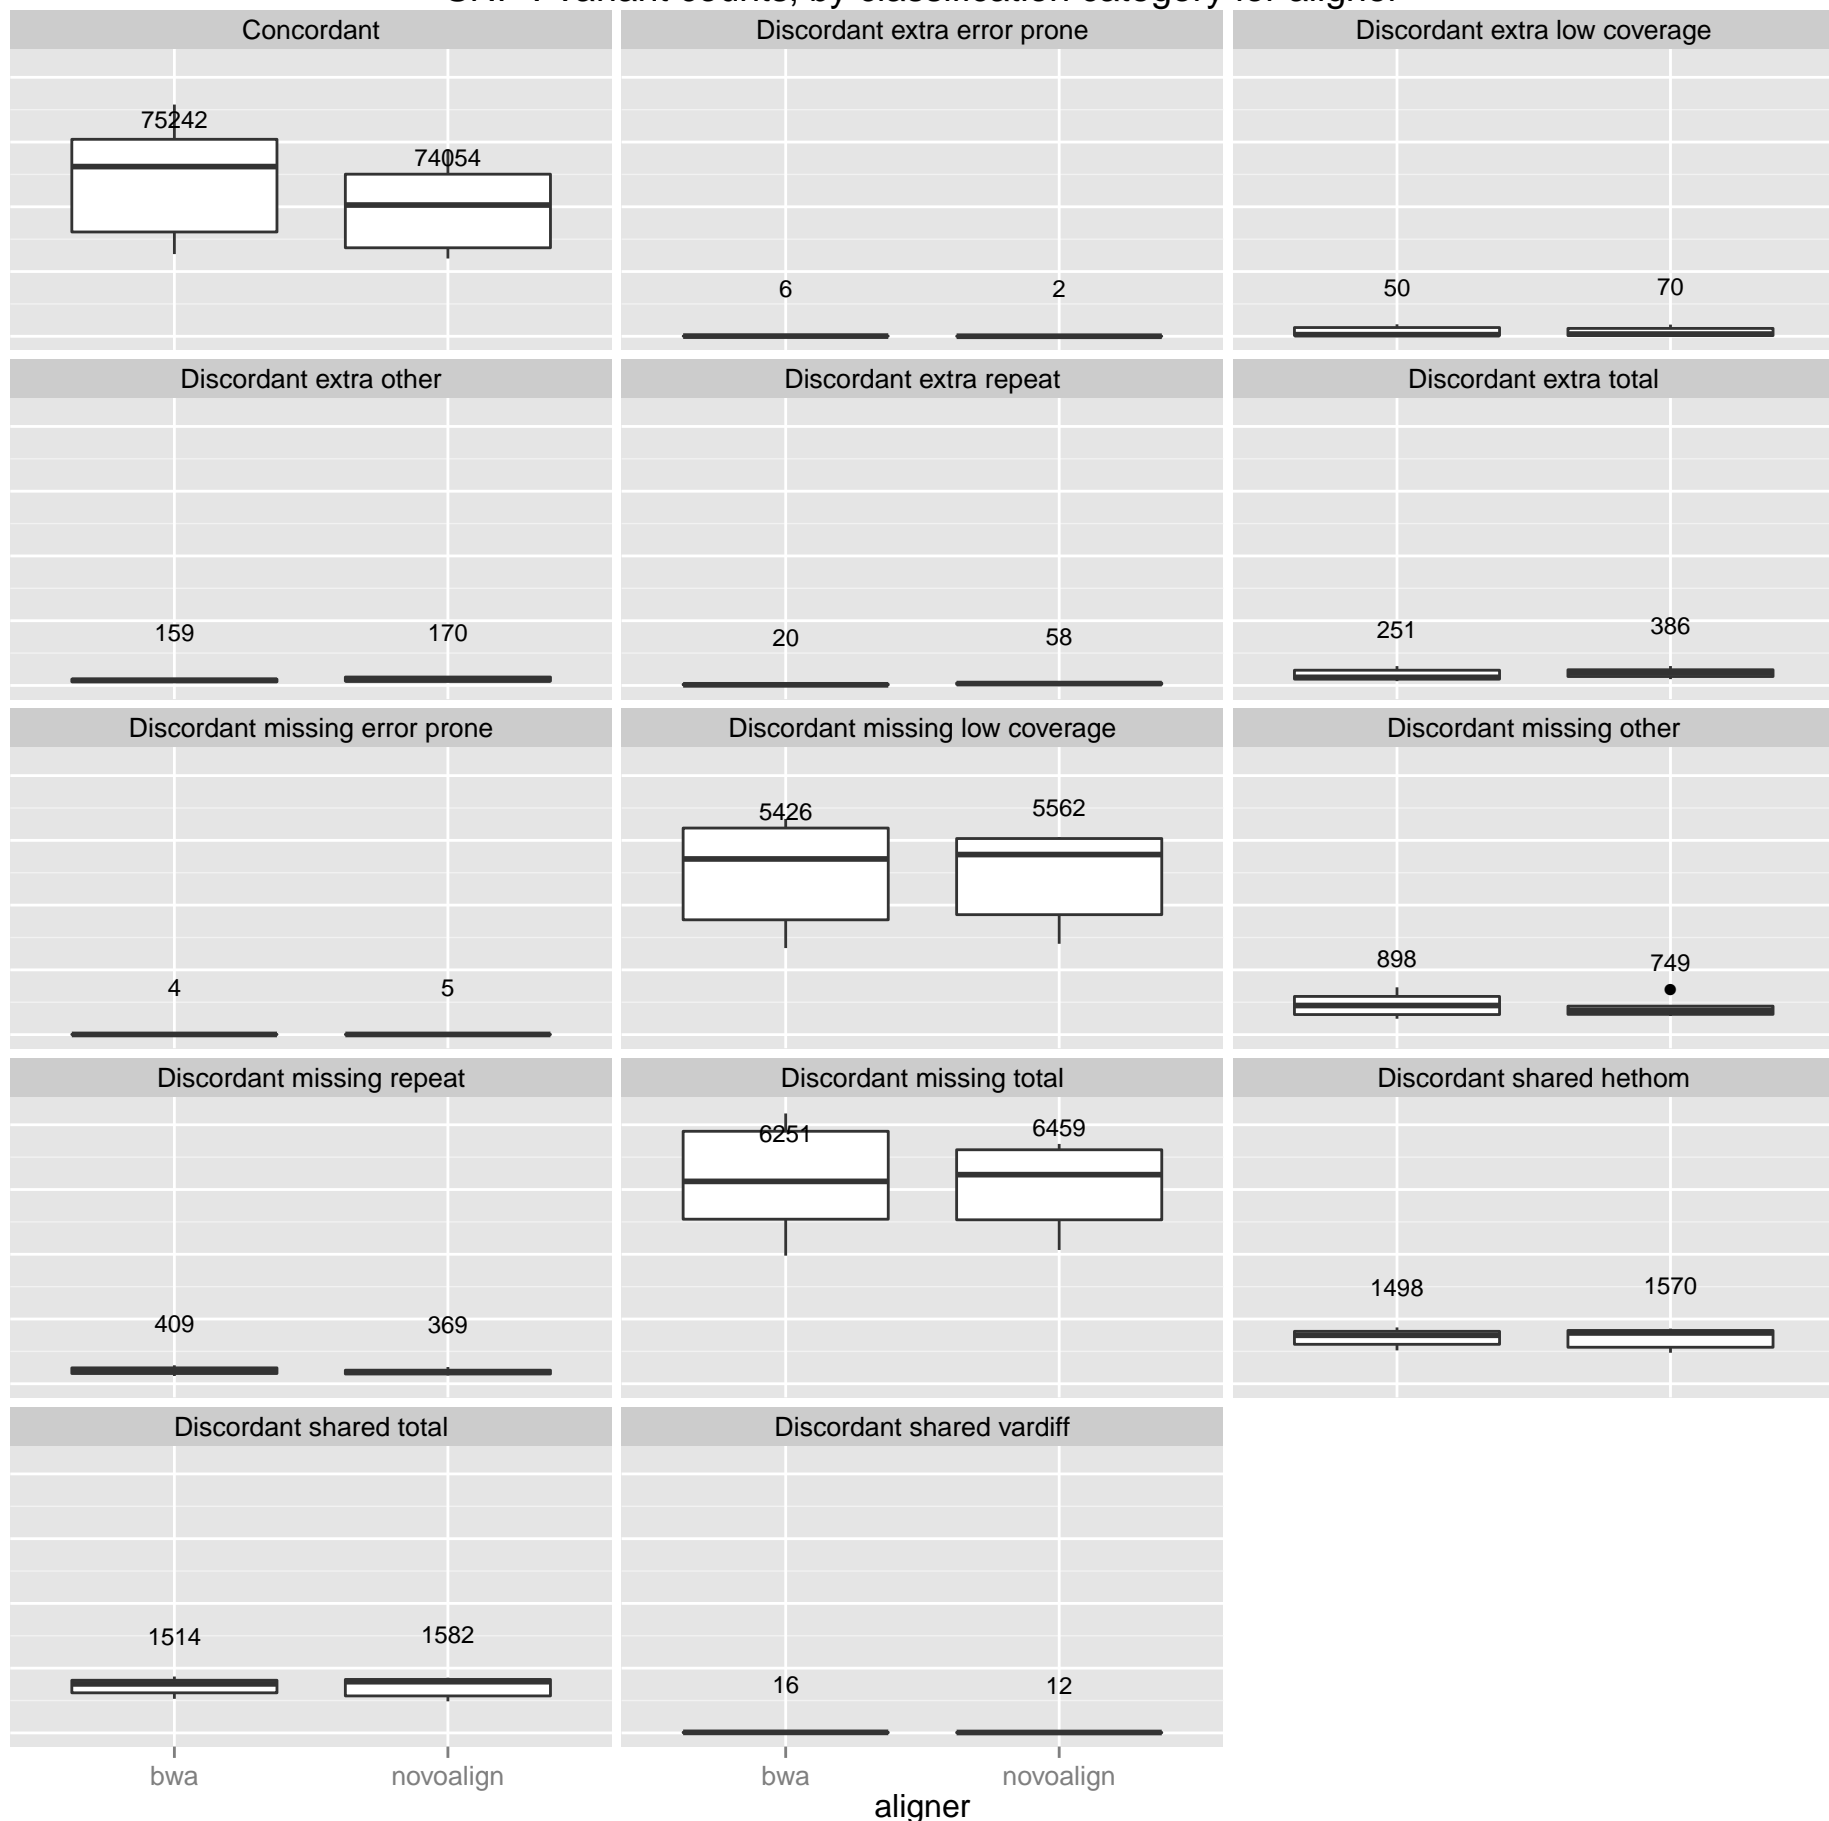 Concordant
Discordant extra error prone
Discordant extra low coverage
75242
74054
6
2
50
70
Discordant extra other
Discordant extra repeat
Discordant extra total
159
170
20
58
251
386
Discordant missing error prone
Discordant missing low coverage
Discordant missing other
4
5
5426
5562
898
749
Discordant missing repeat
Discordant missing total
Discordant shared hethom
409
369
6251
6459
1498
1570
Discordant shared total
Discordant shared vardiff
1514
1582
16
12
bwa
novoalign
bwa
novoalign
aligner